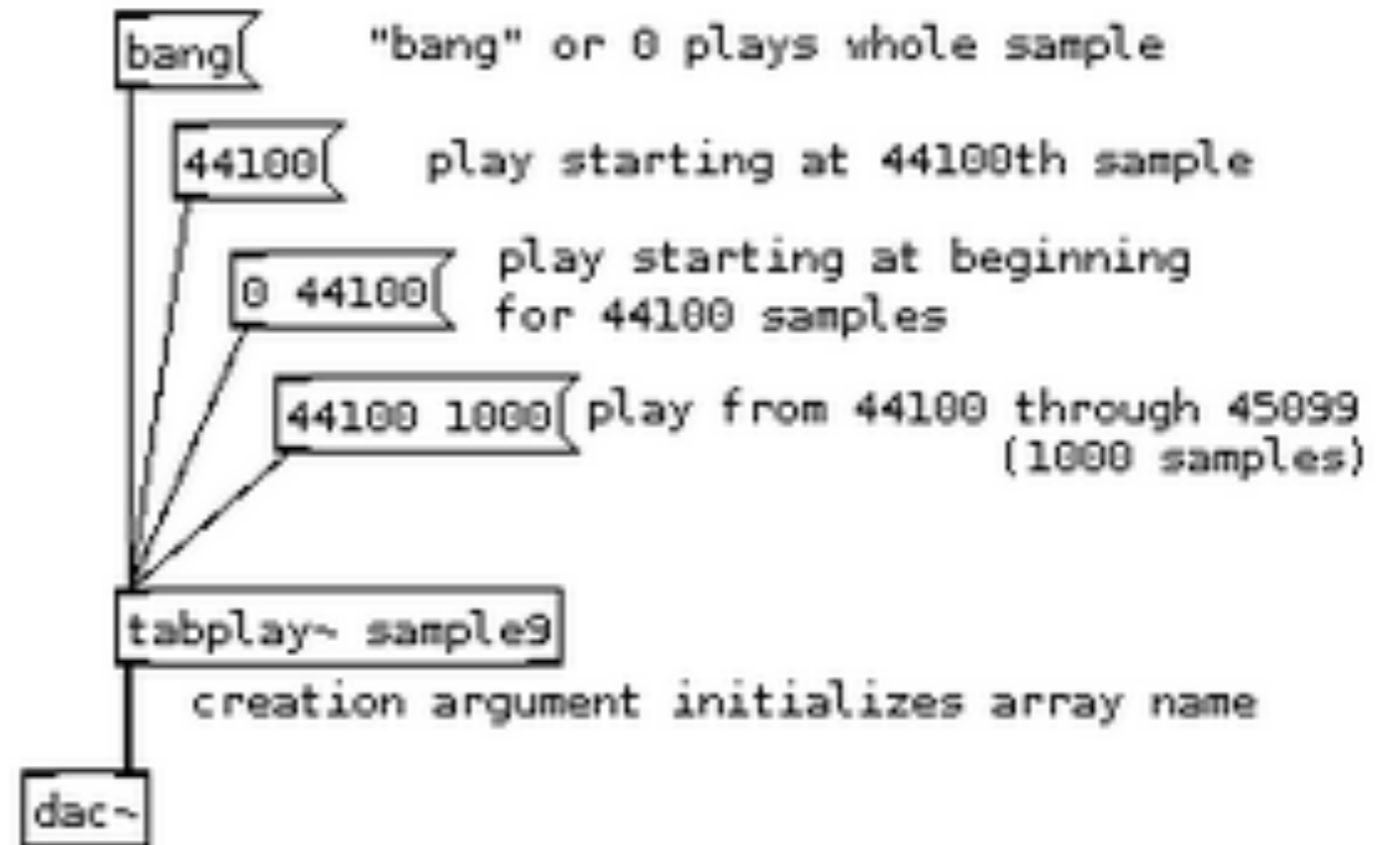 bang
"bang" or 0 plays whole sample
44100
play starting at 44100th sample
0 44100
play starting at beginning
for 44100 samples
44100 1000
play from 44100 through 45099
(1000 samples)
tabplay~ sample9
creation argument initializes array name
dac~